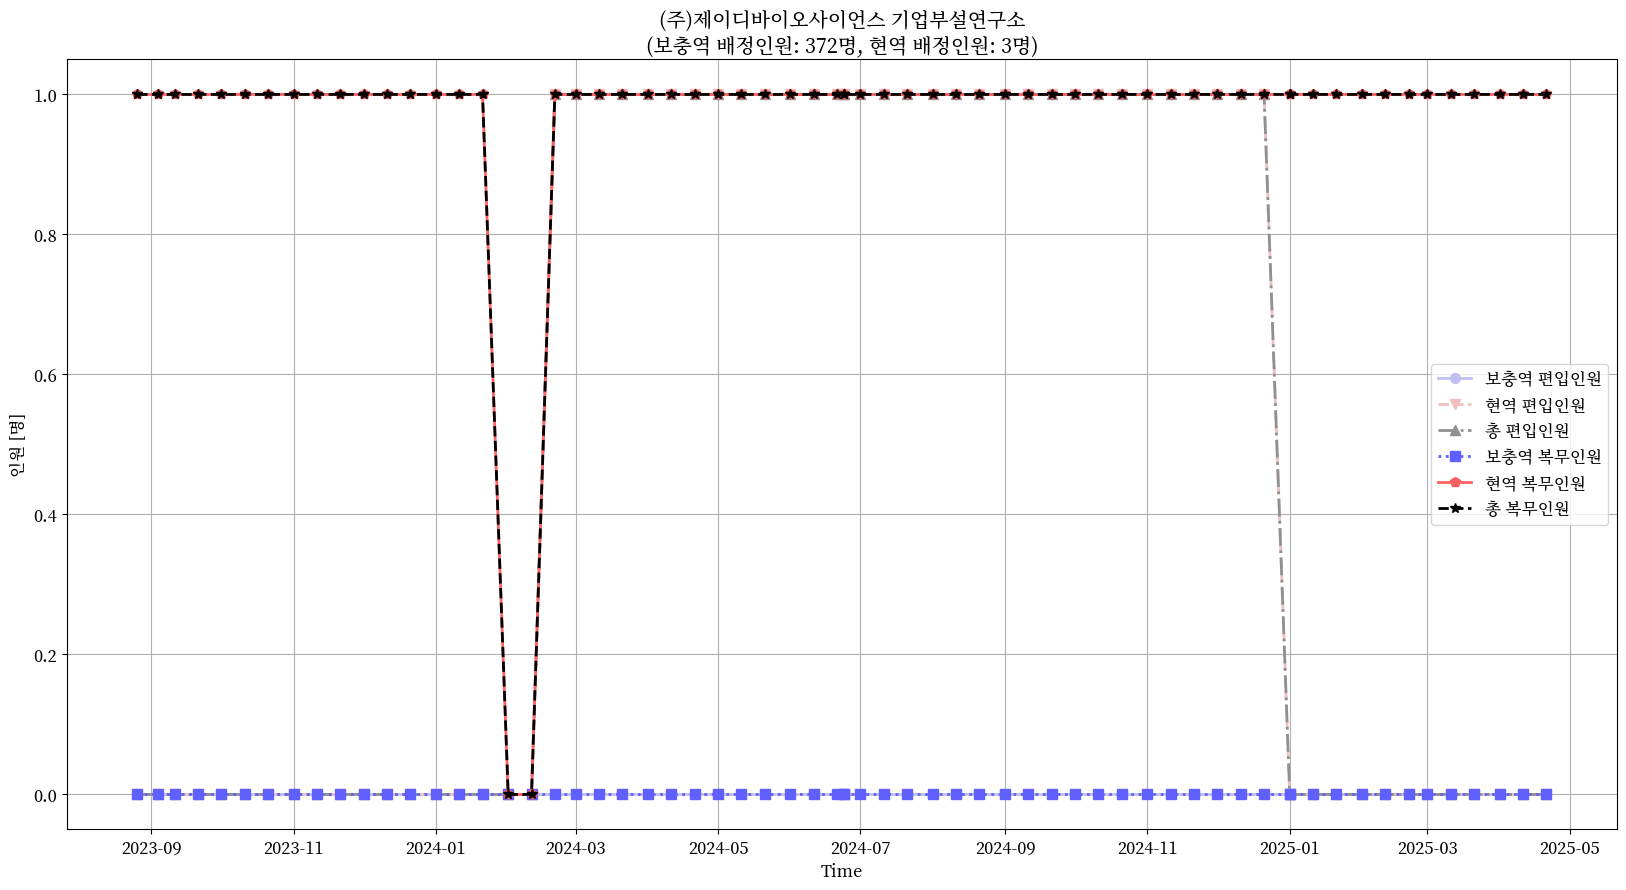 (주)제이디바이오사이언스 기업부설연구소
(보충역 배정인원: 372명, 현역 배정인원: 3명)
1.0
0.8
0.6
0.4
0.2
0.0
인원 [명]
보충역 편입인원
현역 편입인원
총 편입인원
보충역 복무인원
현역 복무인원
총 복무인원
2023-09 2023-11 2024-01 2024-03 2024-05 2024-07 2024-09 2024-11 2025-01 2025-03 2025-05
Time